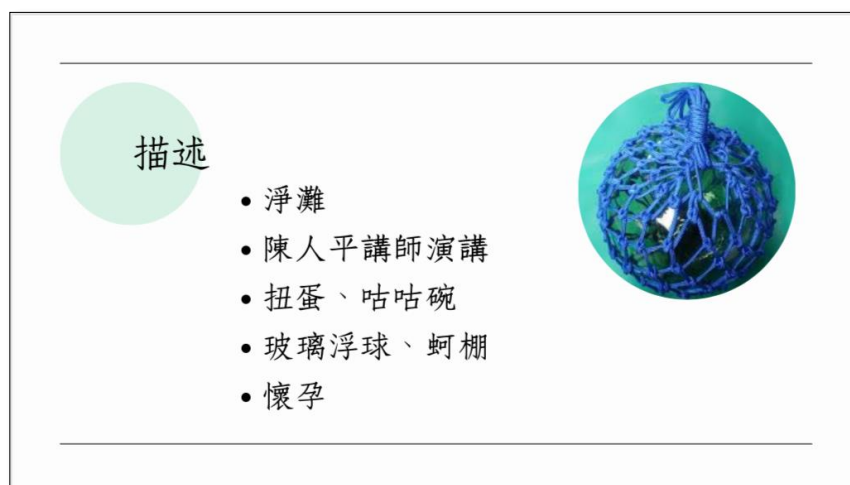 描述
• 淨灘
• 陳人平講師演講
• 扭蛋、咕咕碗
• 玻璃浮球、蚵棚
• 懷孕